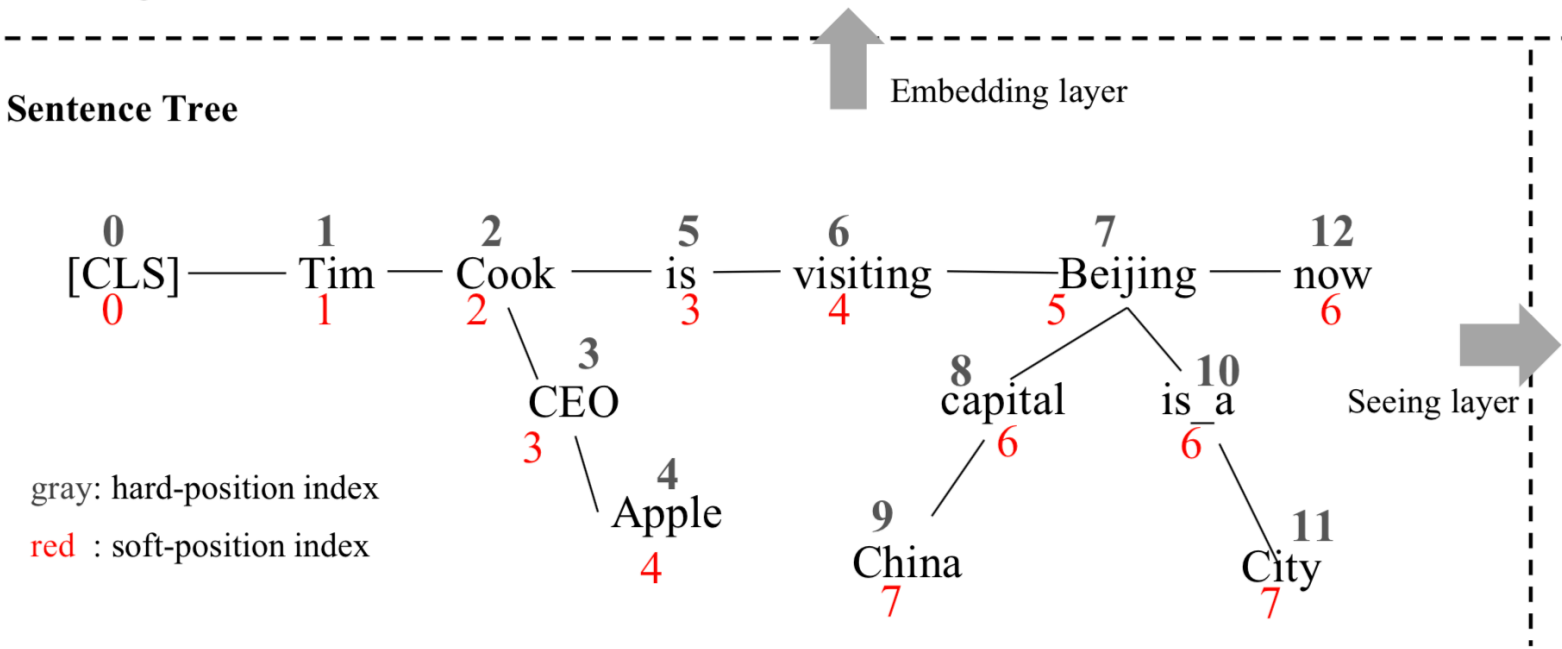 Embedding layer
Sentence Tree
0 1 2 5 6 7 12
[CLS] Tim Cook is visiting Beijing now
0 1 2 3 4 5 6
3 8 10
CEO capital is_a Seeing layer
3 6 6
4
gray: hard-position index Apple
9 11
red : soft-position index 4 China City
7 7